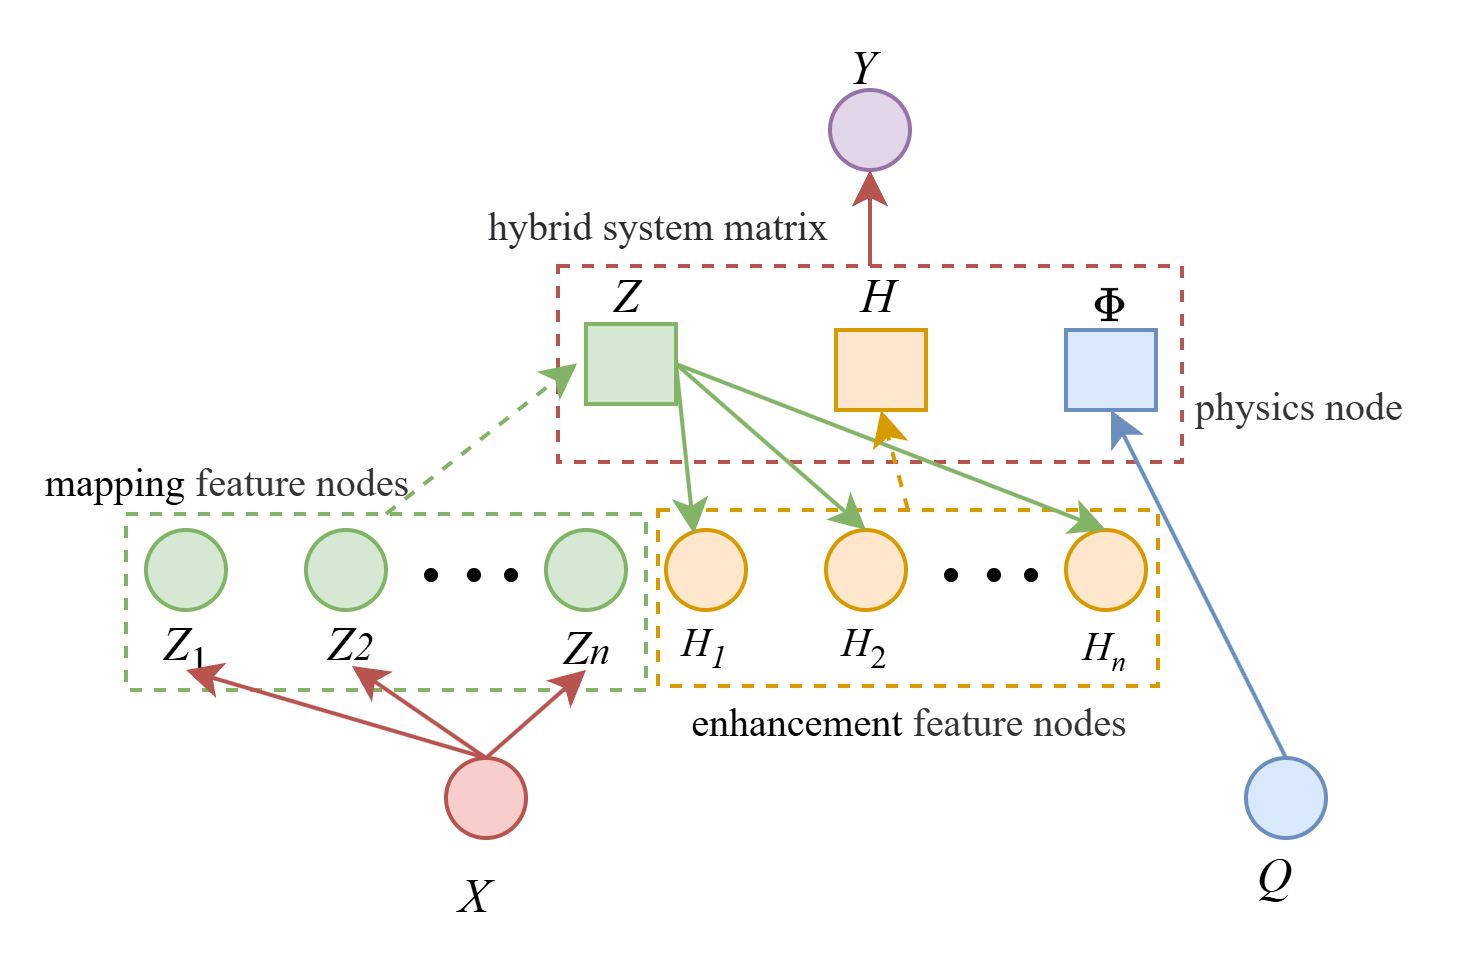 Y
hybrid system matrix
Z
H
Φ
physics node
mapping feature nodes
Z1
Z2
Zn
H1
H2
Hn
enhancement feature nodes
X
Q